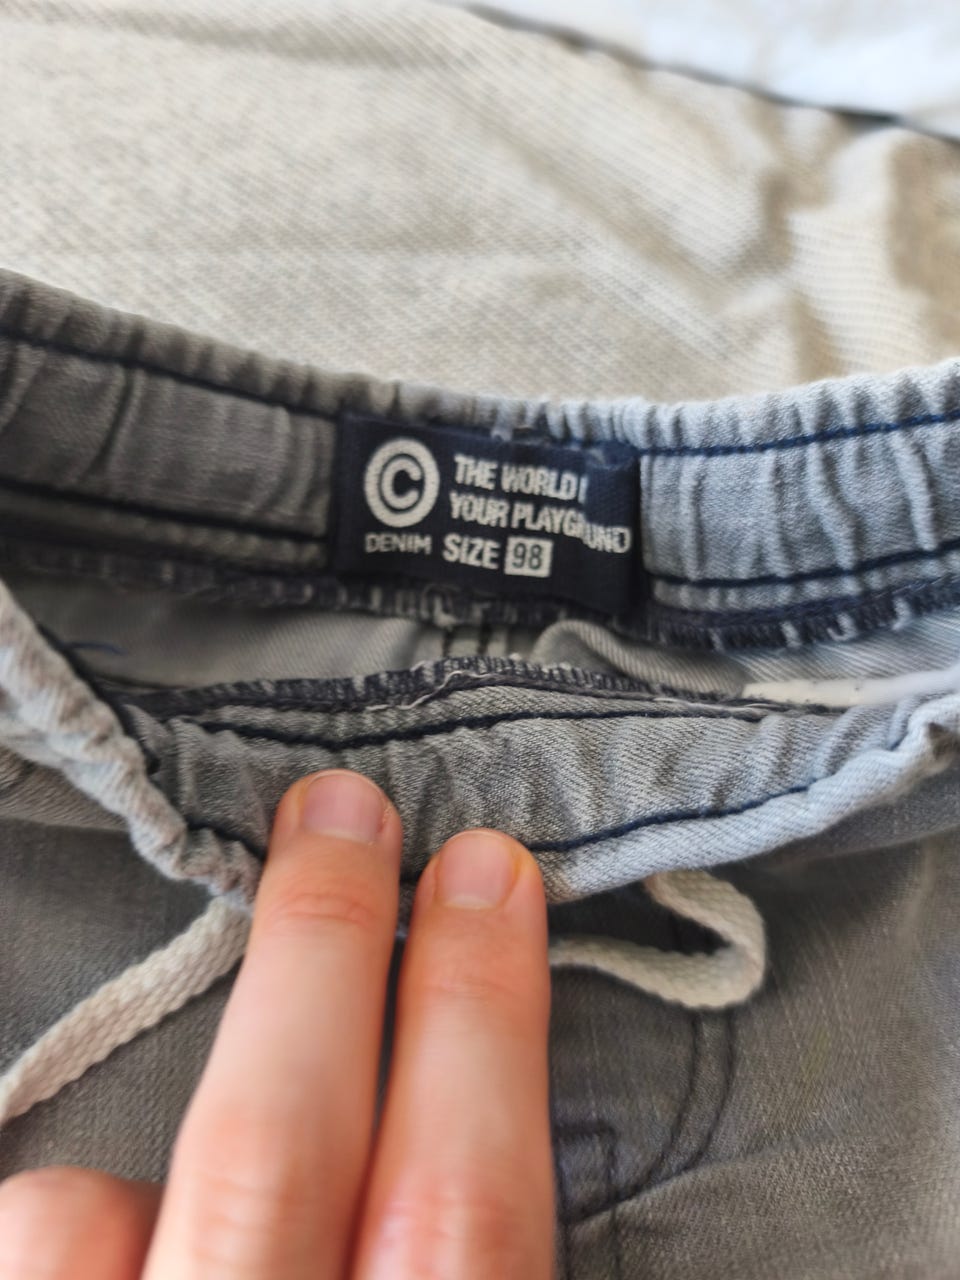 ©
THE WORLD I
YOUR PLAYGROUND
DENIM SIZE 98